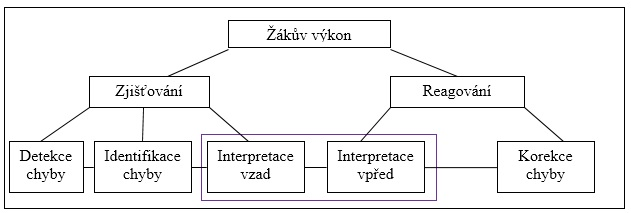 Žákův výkon
Zjišťování
Reagování
Detekce
chyby
Identifikace
chyby
Interpretace
vzad
Interpretace
vpřed
Korekce
chyby